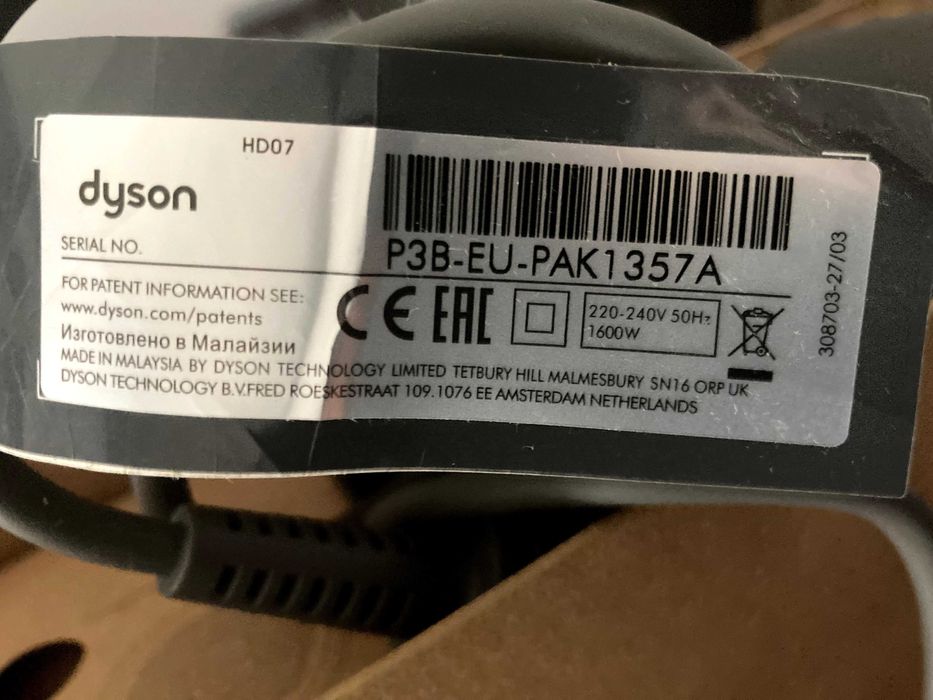 HD07
dyson
SERIAL NO.
P3B-EU-PAK1357A
FOR PATENT INFORMATION SEE:
www.dyson.com/patents
Изготовлено в Малайзии
CE EAC
220-240V 50Hz
1600W
MADE IN MALAYSIA BY DYSON TECHNOLOGY LIMITED TETBURY HILL MALMESBURY SN16 ORP UK
DYSON TECHNOLOGY B.V.FRED ROESKESTRAAT 109.1076 EE AMSTERDAM NETHERLANDS
308703-27/03